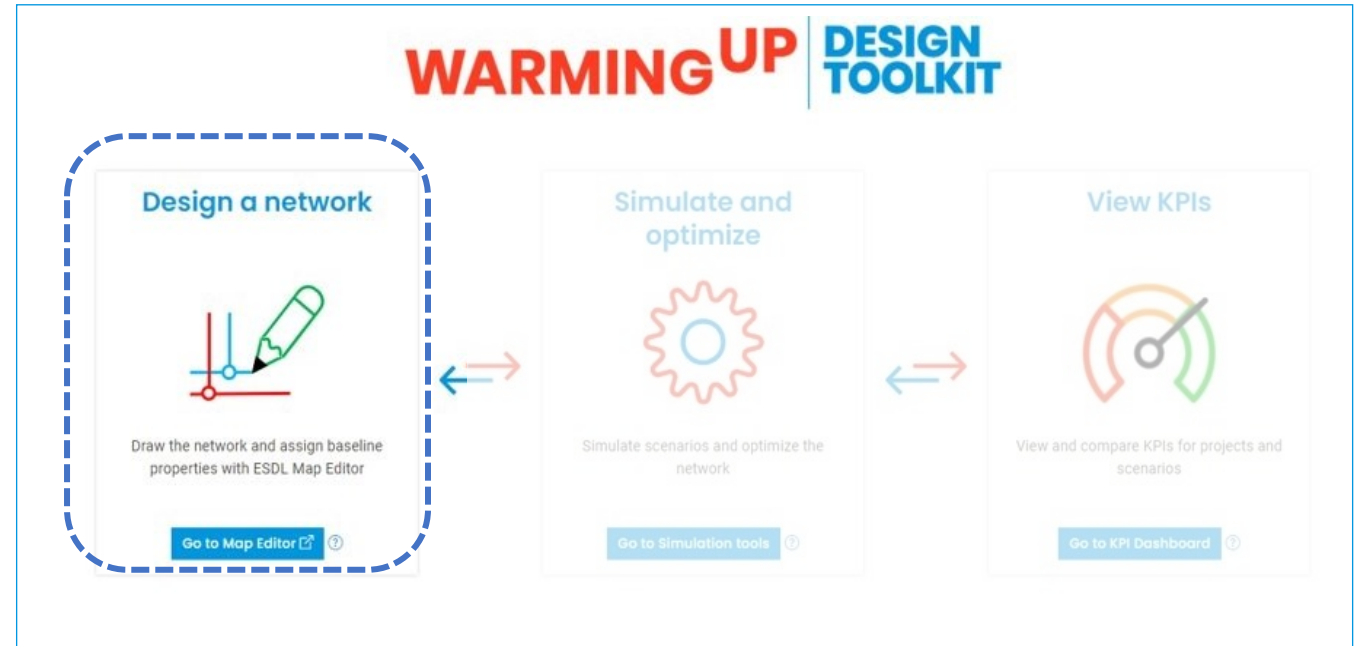 WARMINGUP DESIGN
TOOLKIT
Design a network
Draw the network and assign baseline
properties with ESDL Map Editor
Go to Map Editor
Simulate and
optimize
Simulate scenarios and optimize the
network
Go to Simulation tools
View KPIs
View and compare KPIs for projects and
scenarios
Go to KPI Dashboard